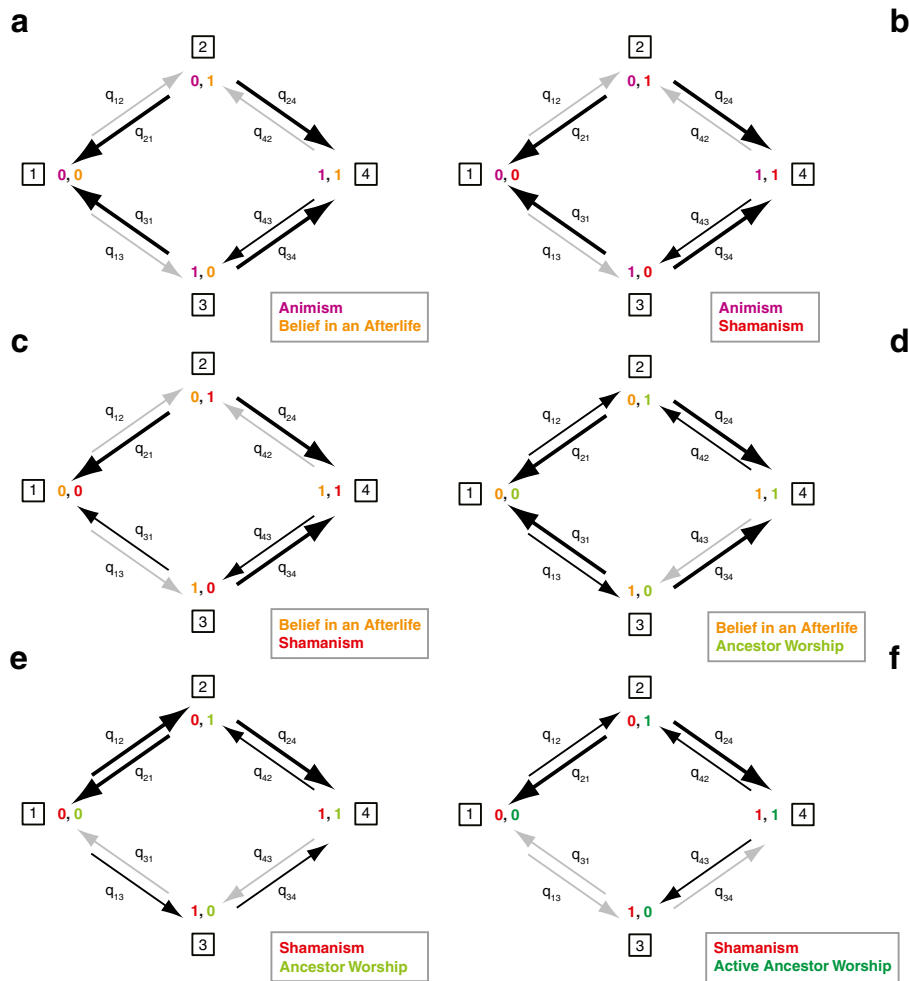 a
2
0, 1
q12
q24
q21
q42
1
0, 0
1, 1
4
q31
q43
q13
q34
1, 0
3
Animism
Belief in an Afterlife
b
2
0, 1
q12
q24
q21
q42
1
0, 0
1, 1
4
q31
q43
q13
q34
1, 0
3
Animism
Shamanism
c
2
0, 1
q12
q24
q21
q42
1
0, 0
1, 1
4
q31
q43
q13
q34
1, 0
3
Belief in an Afterlife
Shamanism
d
2
0, 1
q12
q24
q21
q42
1
0, 0
1, 1
4
q31
q43
q13
q34
1, 0
3
Belief in an Afterlife
Ancestor Worship
e
2
0, 1
q12
q24
q21
q42
1
0, 0
1, 1
4
q31
q43
q13
q34
1, 0
3
Shamanism
Ancestor Worship
f
2
0, 1
q12
q24
q21
q42
1
0, 0
1, 1
4
q31
q43
q13
q34
1, 0
3
Shamanism
Active Ancestor Worship